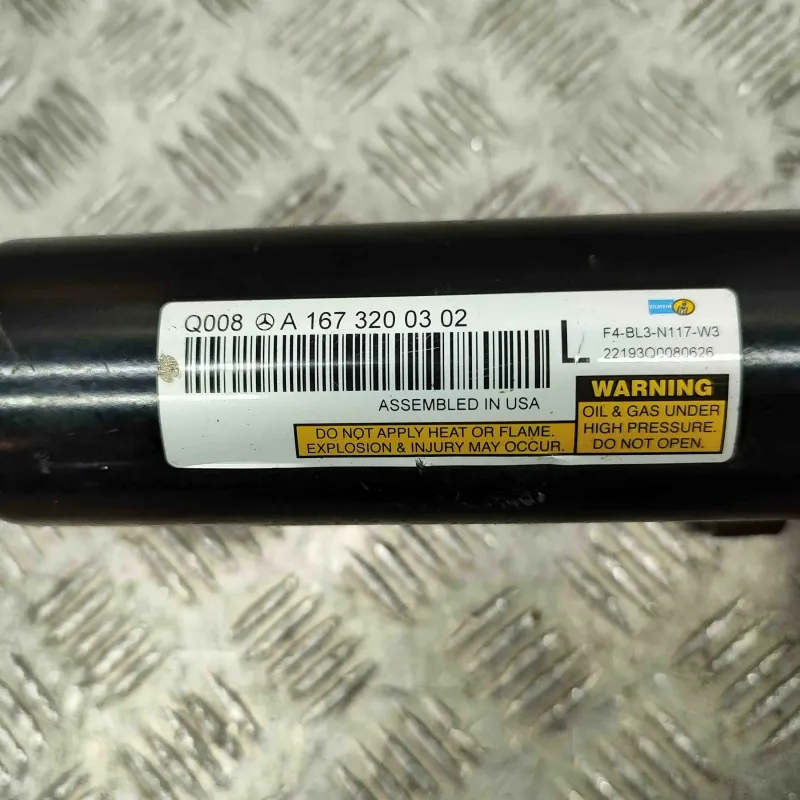 Q008 A 167 320 03 02
L
F4-BL3-N117-W3
22193Q0080626
ASSEMBLED IN USA
DO NOT APPLY HEAT OR FLAME.
EXPLOSION & INJURY MAY OCCUR.
WARNING
OIL & GAS UNDER
HIGH PRESSURE.
DO NOT OPEN.